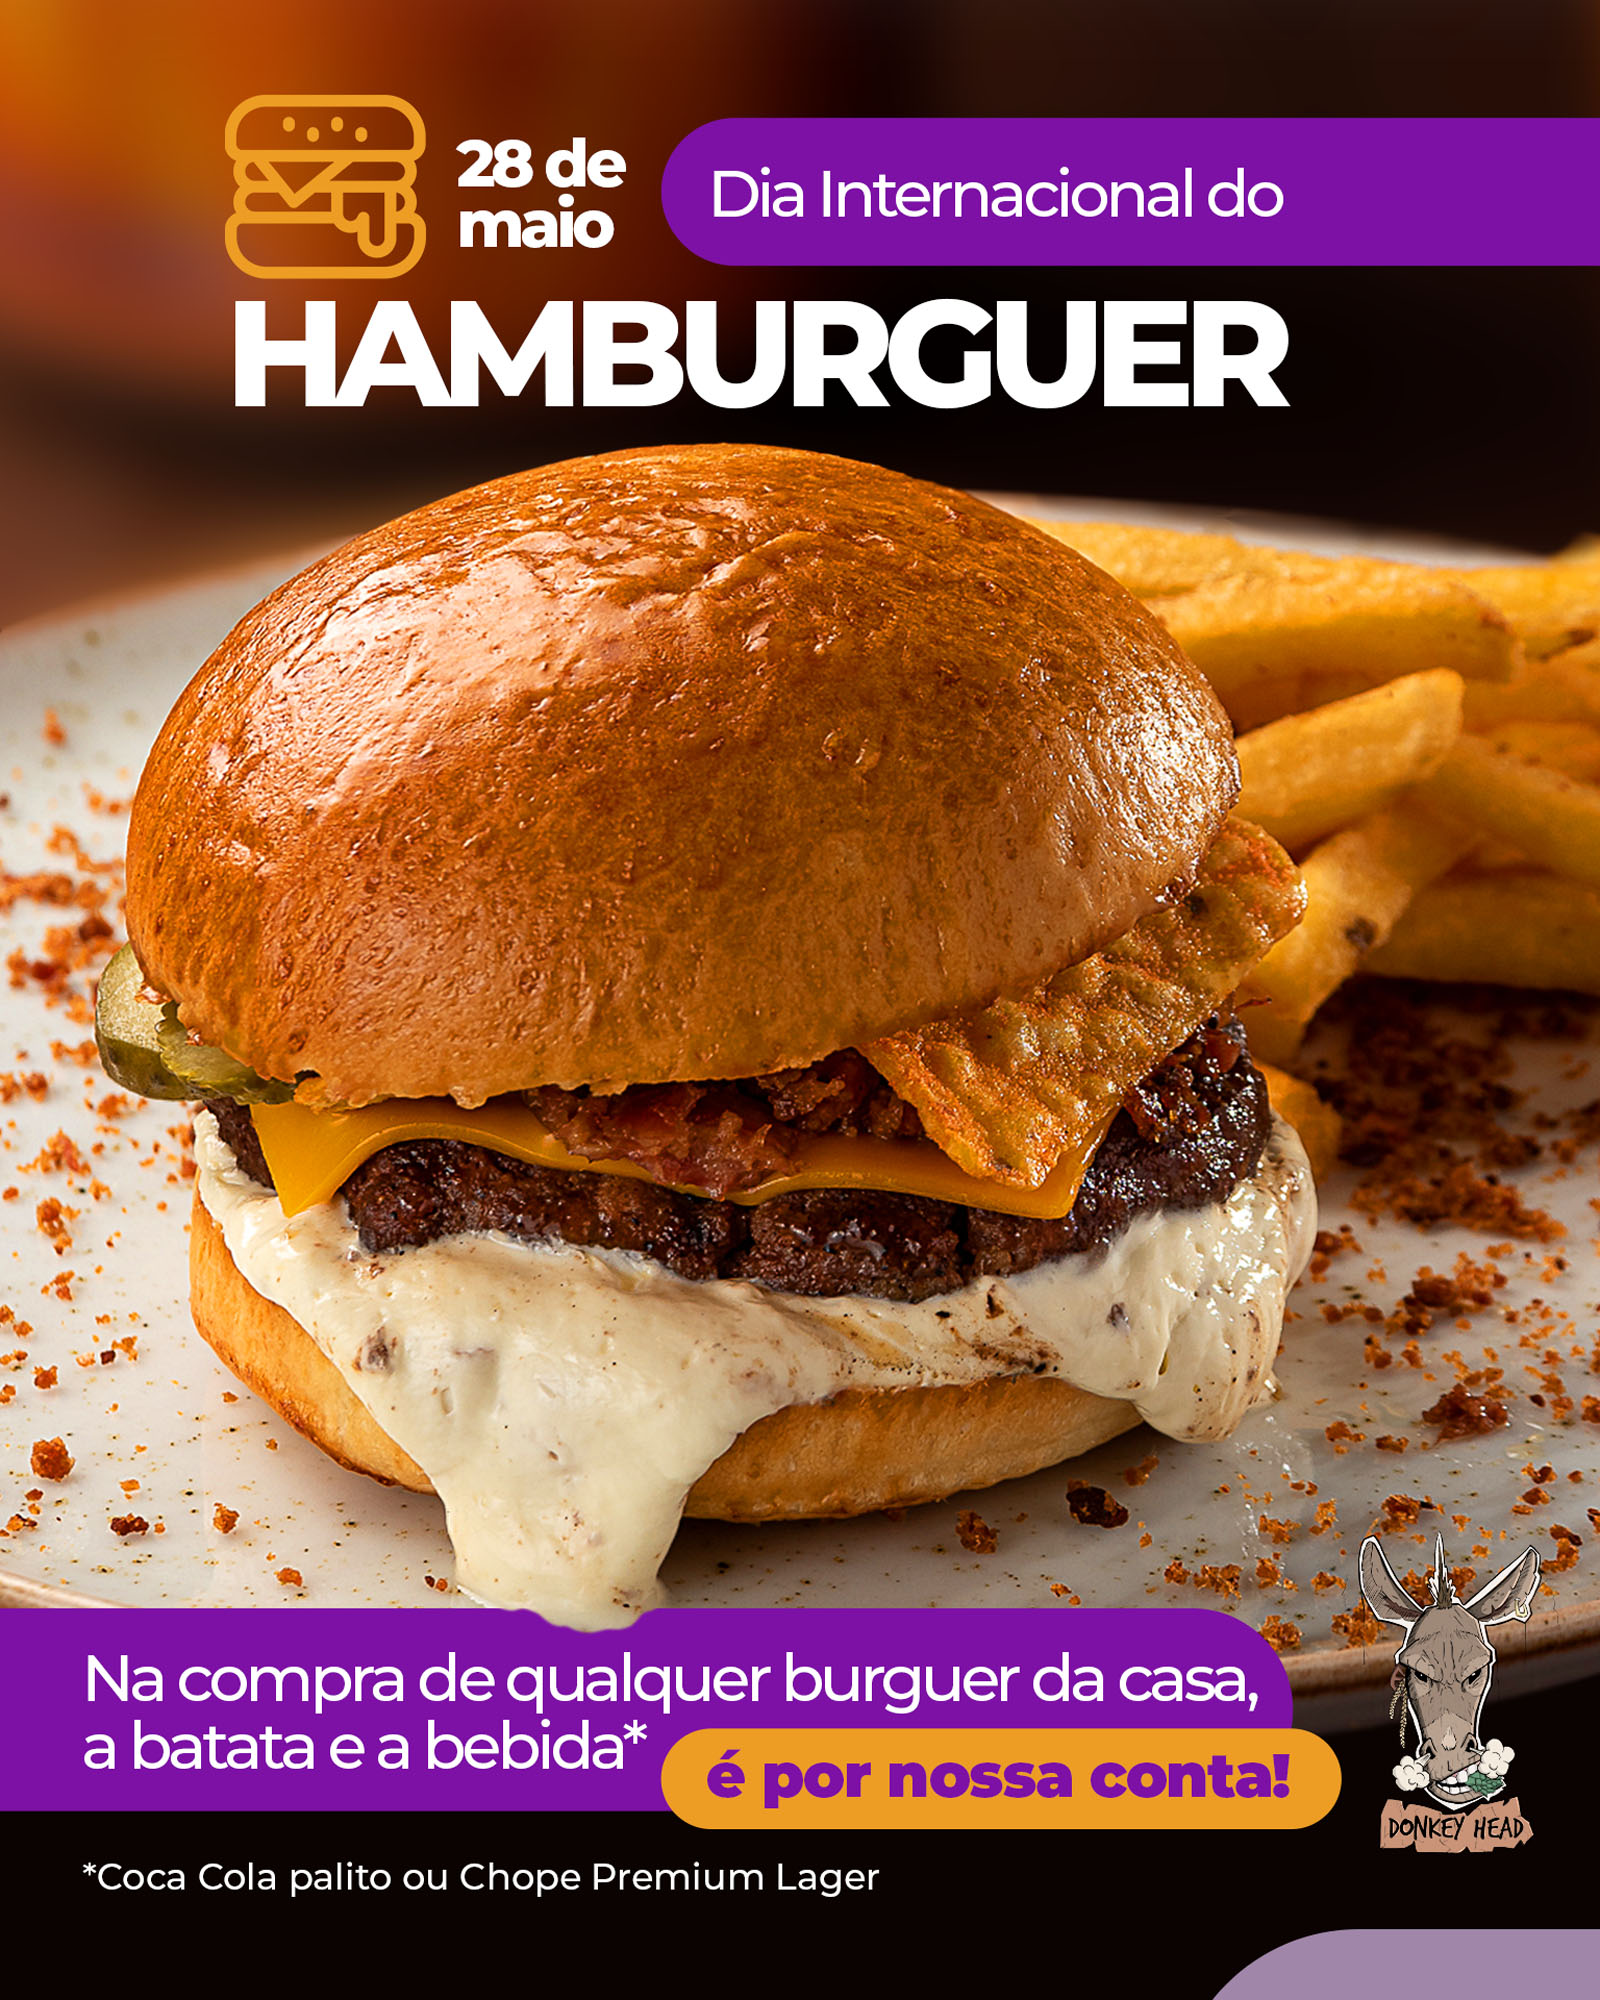 28 de
maio
Dia Internacional do
HAMBURGUER
Na compra de qualquer burguer da casa,
a batata e a bebida*
é por nossa conta!
DONKEY HEAD
*Coca Cola palito ou Chope Premium Lager